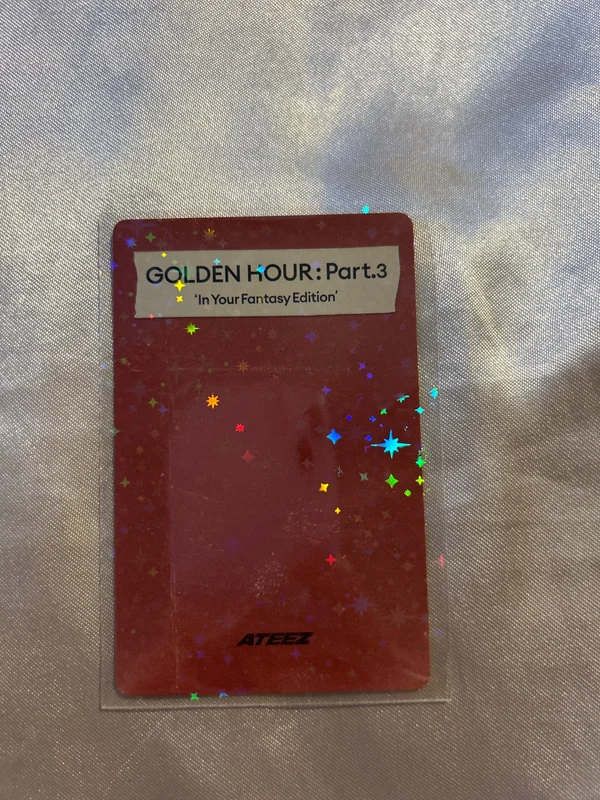 GOLDEN HOUR : Part.3
'In Your Fantasy Edition'
ATEEZ